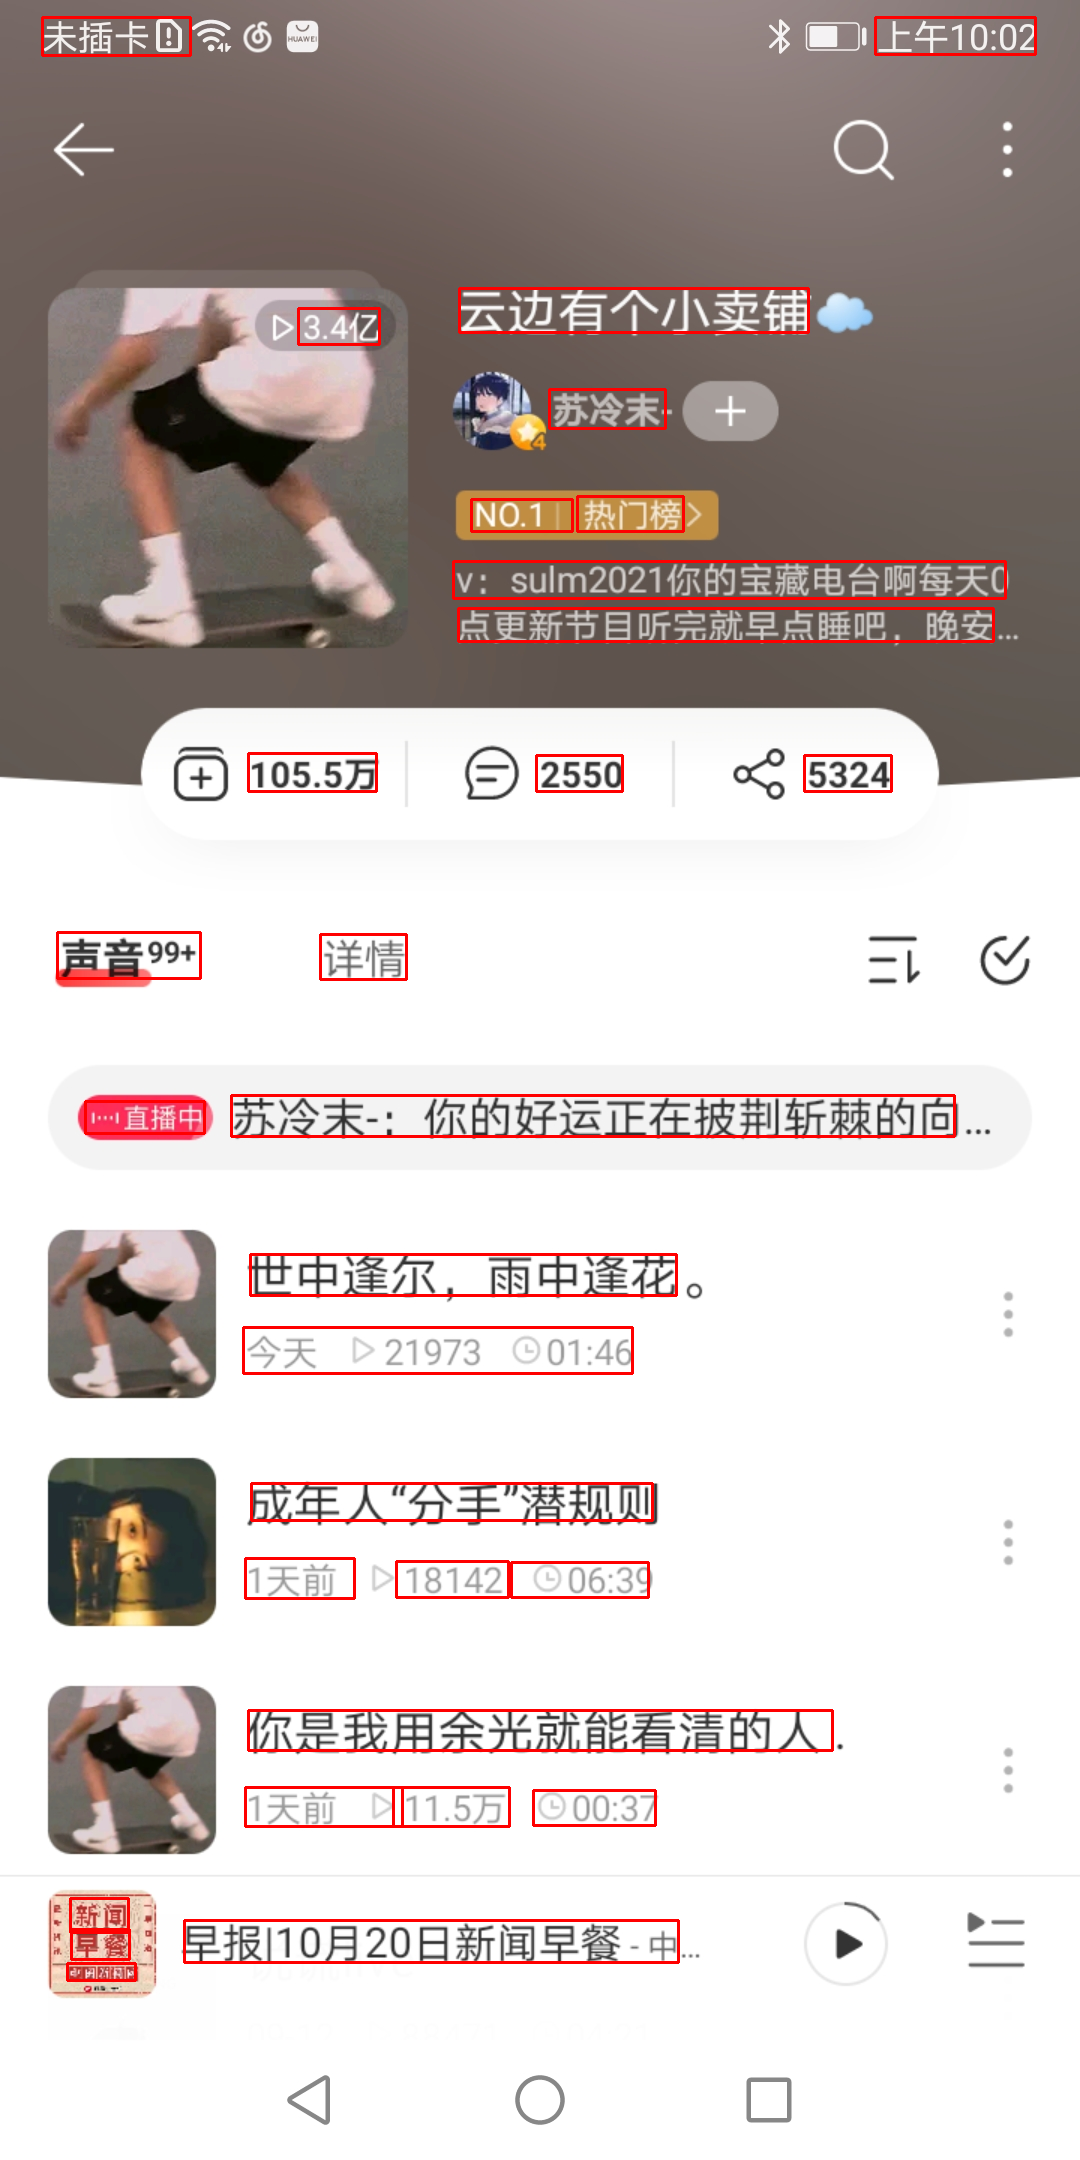 未插卡 HUAWEI 上午10:02
3.4亿
云边有个小卖铺
苏冷末-
4
NO.1 热门榜
v：sulm2021你的宝藏电台啊每天0
点更新节目听完就早点睡吧，晚安...
105.5万 2550 5324
声音 99+ 详情
直播中 苏冷末-：你的好运正在披荆斩棘的向...
世中逢尔，雨中逢花。
今天 21973 01:46
成年人“分手”潜规则
1天前 18142 06:39
你是我用余光就能看清的人 .
1天前 11.5万 00:37
新闻
早餐
早报|10月20日新闻早餐 - 中...